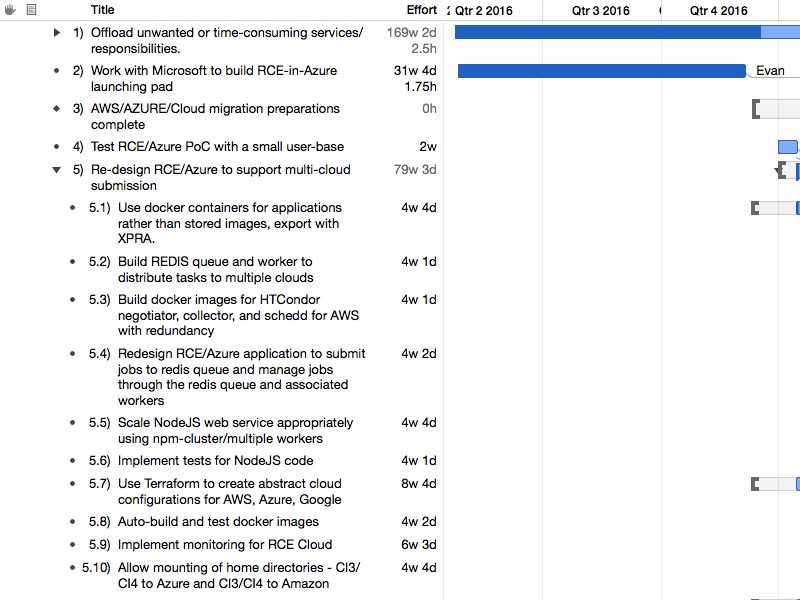 Title Effort Qtr 2 2016 Qtr 3 2016 Qtr 4 2016
1) Offload unwanted or time-consuming services/ 169w 2d
responsibilities. 2.5h
2) Work with Microsoft to build RCE-in-Azure 31w 4d Evan
launching pad 1.75h
3) AWS/AZURE/Cloud migration preparations 0h
complete
4) Test RCE/Azure PoC with a small user-base 2w
5) Re-design RCE/Azure to support multi-cloud 79w 3d
submission
5.1) Use docker containers for applications 4w 4d
rather than stored images, export with
XPRA.
5.2) Build REDIS queue and worker to 4w 1d
distribute tasks to multiple clouds
5.3) Build docker images for HTCondor 4w 1d
negotiator, collector, and schedd for AWS
with redundancy
5.4) Redesign RCE/Azure application to submit 4w 2d
jobs to redis queue and manage jobs
through the redis queue and associated
workers
5.5) Scale NodeJS web service appropriately 4w 4d
using npm-cluster/multiple workers
5.6) Implement tests for NodeJS code 4w 1d
5.7) Use Terraform to create abstract cloud 8w 4d
configurations for AWS, Azure, Google
5.8) Auto-build and test docker images 4w 2d
5.9) Implement monitoring for RCE Cloud 6w 3d
5.10) Allow mounting of home directories - CI3/ 4w 4d
CI4 to Azure and CI3/CI4 to Amazon